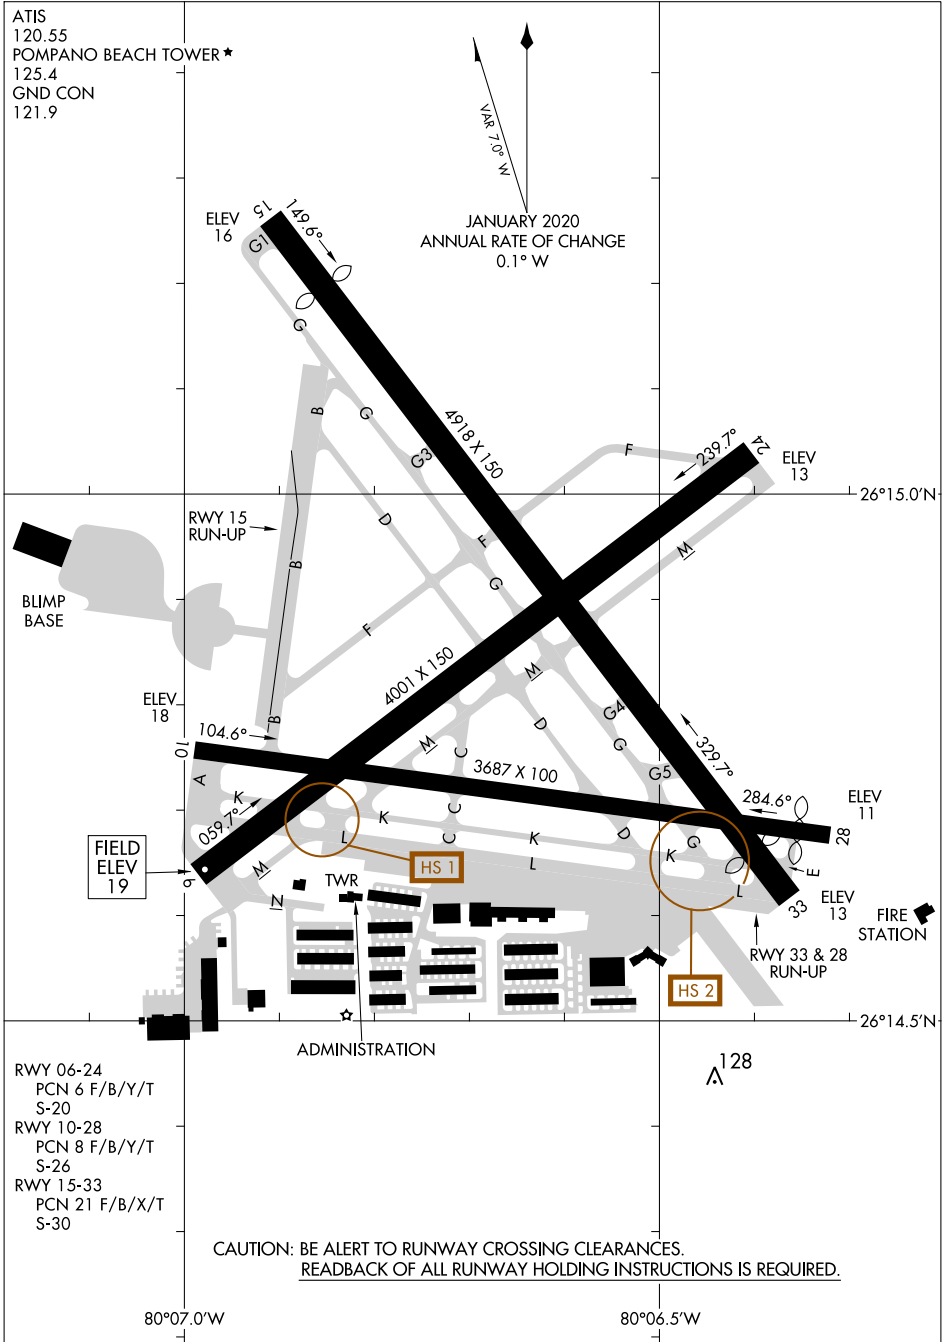 ATIS
120.55
POMPANO BEACH TOWER
125.4
GND CON
121.9
VAR 7.0° W
JANUARY 2020
ANNUAL RATE OF CHANGE
0.1° W
ELEV
16
15
149.6°
G1
G
B
G
G3
4918 X 150
F
239.7°
24
ELEV
13
26°15.0'N
RWY 15
RUN-UP
D
F
G
M
B
BLIMP
BASE
F
M
4001 X 150
ELEV
18
B
D
G4
G
104.6°
10
M
C
329.7°
A
3687 X 100
G5
284.6°
ELEV
11
K
059.7°
K
C
28
L
C
K
L
D
K
G
E
FIELD
ELEV
19
6
M
HS 1
TWR
N
L
33
ELEV
13
FIRE
STATION
RWY 33 & 28
RUN-UP
HS 2
26°14.5'N
ADMINISTRATION
128
RWY 06-24
PCN 6 F/B/Y/T
S-20
RWY 10-28
PCN 8 F/B/Y/T
S-26
RWY 15-33
PCN 21 F/B/X/T
S-30
CAUTION: BE ALERT TO RUNWAY CROSSING CLEARANCES.
READBACK OF ALL RUNWAY HOLDING INSTRUCTIONS IS REQUIRED.
80°07.0'W
80°06.5'W